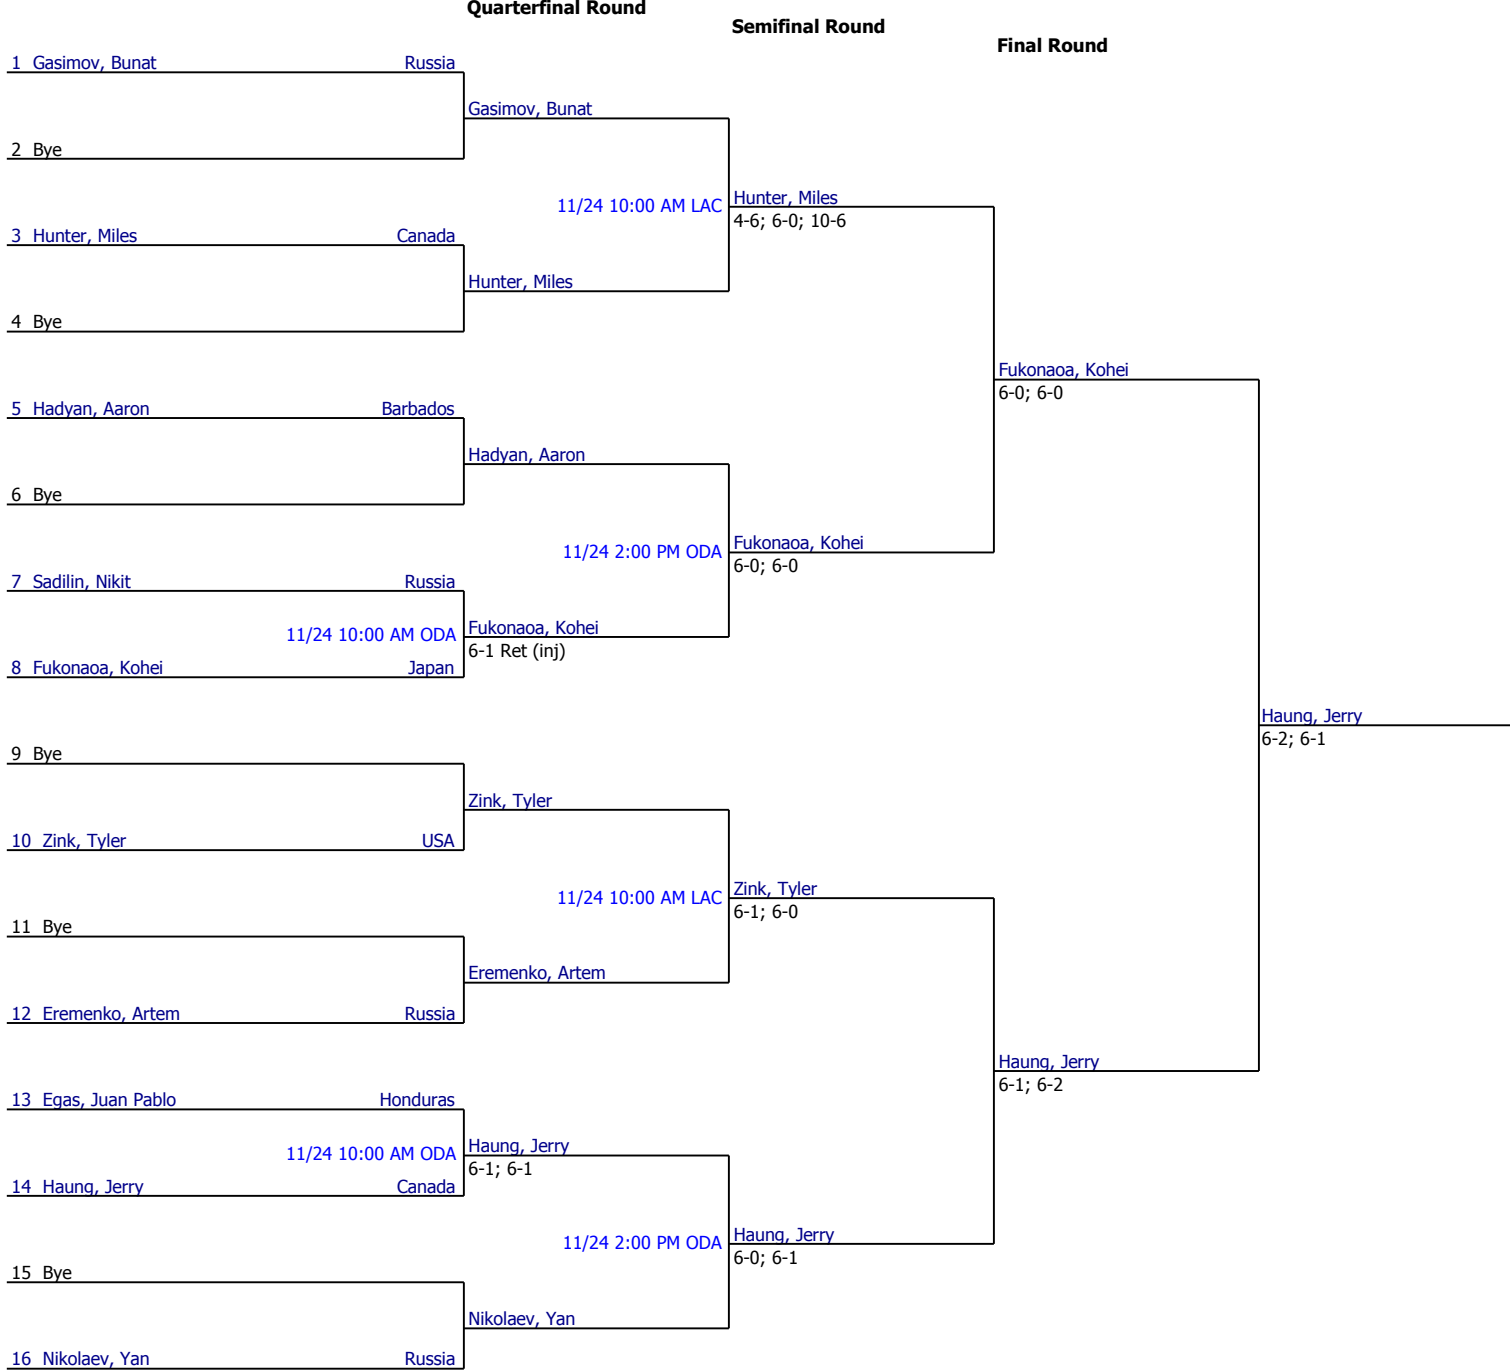 Quarterfinal Round
Semifinal Round
Final Round
1 Gasimov, Bunat Russia
Gasimov, Bunat
2 Bye
11/24 10:00 AM LAC Hunter, Miles
4-6; 6-0; 10-6
3 Hunter, Miles Canada
Hunter, Miles
4 Bye
Fukonaoa, Kohei
6-0; 6-0
5 Hadyan, Aaron Barbados
Hadyan, Aaron
6 Bye
11/24 2:00 PM ODA Fukonaoa, Kohei
6-0; 6-0
7 Sadilin, Nikit Russia
11/24 10:00 AM ODA Fukonaoa, Kohei
6-1 Ret (inj)
8 Fukonaoa, Kohei Japan
Haung, Jerry
6-2; 6-1
9 Bye
Zink, Tyler
10 Zink, Tyler USA
11/24 10:00 AM LAC Zink, Tyler
6-1; 6-0
11 Bye
Eremenko, Artem
12 Eremenko, Artem Russia
Haung, Jerry
6-1; 6-2
13 Egas, Juan Pablo Honduras
11/24 10:00 AM ODA Haung, Jerry
6-1; 6-1
14 Haung, Jerry Canada
11/24 2:00 PM ODA Haung, Jerry
6-0; 6-1
15 Bye
Nikolaev, Yan
16 Nikolaev, Yan Russia